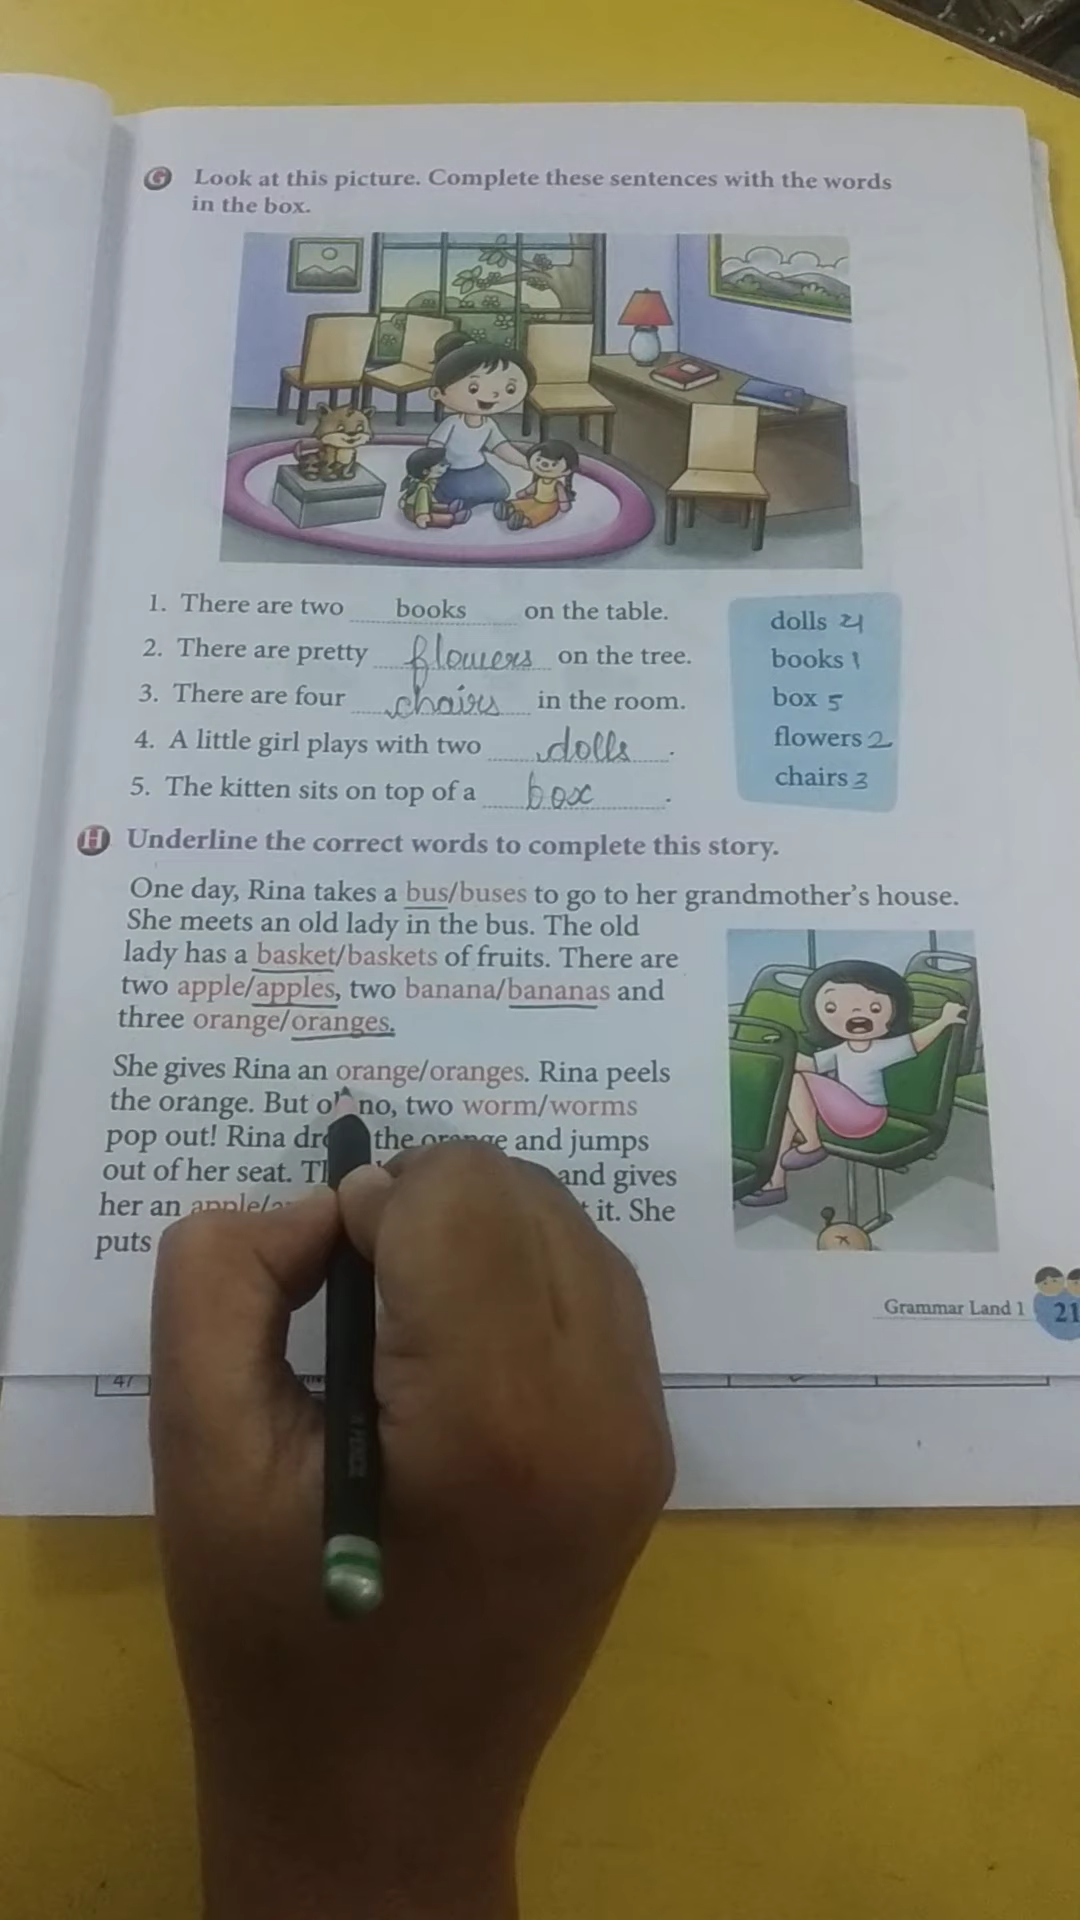 G Look at this picture. Complete these sentences with the words
in the box.
1. There are two books on the table.
2. There are pretty flowers on the tree.
3. There are four chairs in the room.
4. A little girl plays with two dolls.
5. The kitten sits on top of a box.
dolls 4
books 1
box 5
flowers 2
chairs 3
H Underline the correct words to complete this story.
One day, Rina takes a bus/buses to go to her grandmother's house.
She meets an old lady in the bus. The old
lady has a basket/baskets of fruits. There are
two apple/apples, two banana/bananas and
three orange/oranges.
She gives Rina an orange/oranges. Rina peels
the orange. But no, two worm/worms
pop out! Rina the orange and jumps
out of her seat. and gives
her an apple/ it. She
puts
Grammar Land 1 21
47